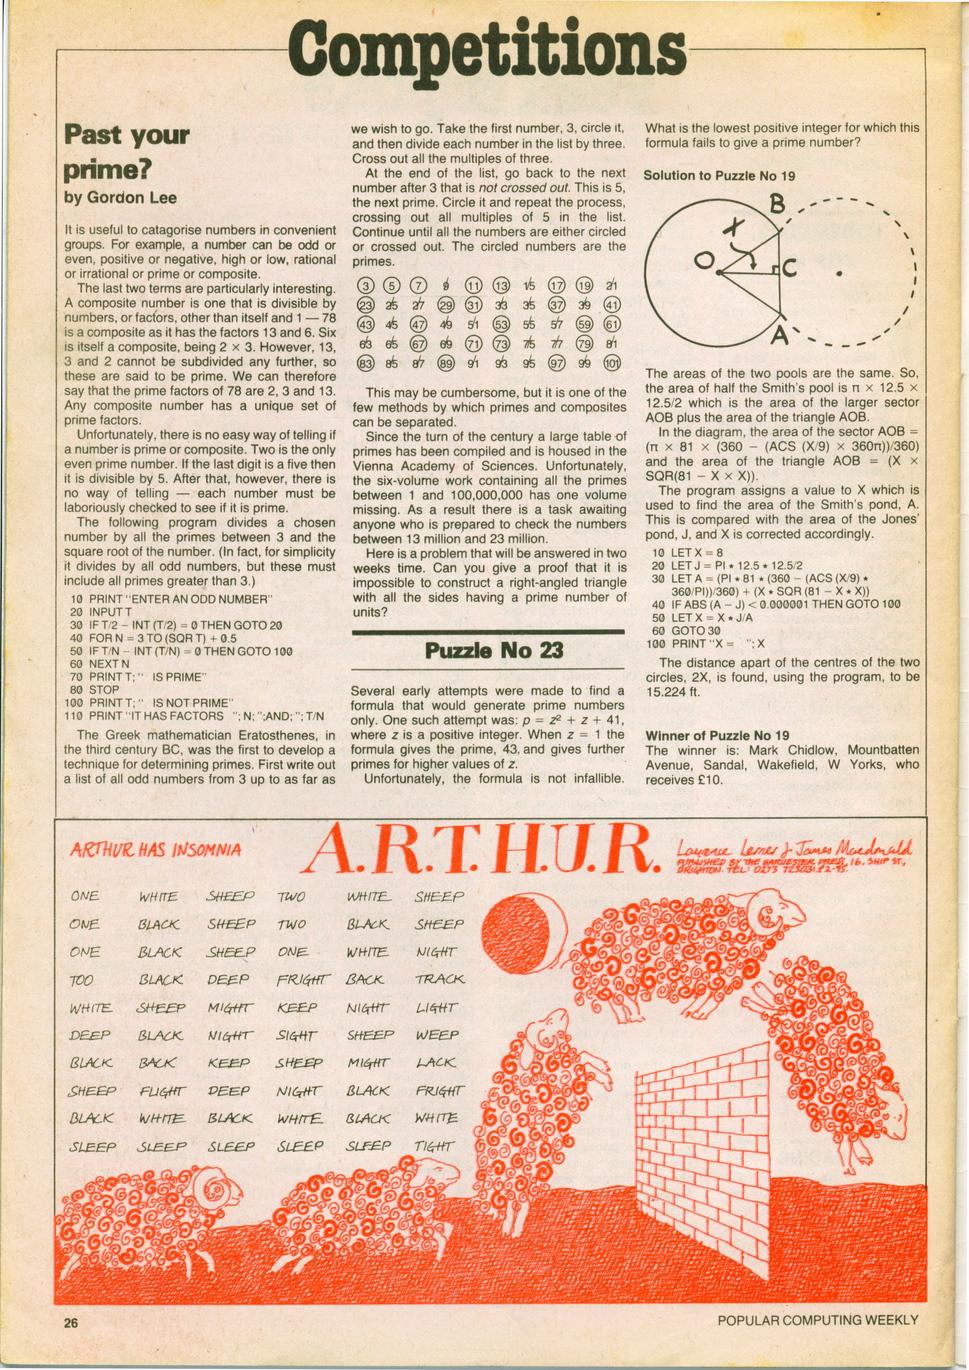 Competitions
Past your
prime?
by Gordon Lee
It is useful to catagorise numbers in convenient
groups. For example, a number can be odd or
even, positive or negative, high or low, rational
or irrational or prime or composite.
The last two terms are particularly interesting.
A composite number is one that is divisible by
numbers, or factors, other than itself and 1 — 78
is a composite as it has the factors 13 and 6. Six
is itself a composite, being 2 × 3. However, 13,
3 and 2 cannot be subdivided any further, so
these are said to be prime. We can therefore
say that the prime factors of 78 are 2, 3 and 13.
Any composite number has a unique set of
prime factors.
Unfortunately, there is no easy way of telling if
a number is prime or composite. Two is the only
even prime number. If the last digit is a five then
it is divisible by 5. After that, however, there is
no way of telling — each number must be
laboriously checked to see if it is prime.
The following program divides a chosen
number by all the primes between 3 and the
square root of the number. (In fact, for simplicity
it divides by all odd numbers, but these must
include all primes greater than 3.)
10 PRINT "ENTER AN ODD NUMBER"
20 INPUT T
30 IF T/2 – INT (T/2) = 0 THEN GOTO 20
40 FOR N = 3 TO (SQR T) + 0.5
50 IF T/N – INT (T/N) = 0 THEN GOTO 100
60 NEXT N
70 PRINT T; " IS PRIME"
80 STOP
100 PRINT T; " IS NOT PRIME"
110 PRINT "IT HAS FACTORS "; N; ";AND; "; T/N
The Greek mathematician Eratosthenes, in
the third century BC, was the first to develop a
technique for determining primes. First write out
a list of all odd numbers from 3 up to as far as
we wish to go. Take the first number, 3, circle it,
and then divide each number in the list by three.
Cross out all the multiples of three.
At the end of the list, go back to the next
number after 3 that is not crossed out. This is 5,
the next prime. Circle it and repeat the process,
crossing out all multiples of 5 in the list.
Continue until all the numbers are either circled
or crossed out. The circled numbers are the
primes.
3 5 7 9 11 13 15 17 19 21
23 25 27 29 31 33 35 37 39 41
43 45 47 49 51 53 55 57 59 61
63 65 67 69 71 73 75 77 79 81
83 85 87 89 91 93 95 97 99 101
This may be cumbersome, but it is one of the
few methods by which primes and composites
can be separated.
Since the turn of the century a large table of
primes has been compiled and is housed in the
Vienna Academy of Sciences. Unfortunately,
the six-volume work containing all the primes
between 1 and 100,000,000 has one volume
missing. As a result there is a task awaiting
anyone who is prepared to check the numbers
between 13 million and 23 million.
Here is a problem that will be answered in two
weeks time. Can you give a proof that it is
impossible to construct a right-angled triangle
with all the sides having a prime number of
units?
Puzzle No 23
Several early attempts were made to find a
formula that would generate prime numbers
only. One such attempt was: p = z² + z + 41,
where z is a positive integer. When z = 1 the
formula gives the prime, 43, and gives further
primes for higher values of z.
Unfortunately, the formula is not infallible.
What is the lowest positive integer for which this
formula fails to give a prime number?
Solution to Puzzle No 19
B
X
O
C
A
The areas of the two pools are the same. So,
the area of half the Smith's pool is π × 12.5 ×
12.5/2 which is the area of the larger sector
AOB plus the area of the triangle AOB.
In the diagram, the area of the sector AOB =
(π × 81 × (360 – (ACS (X/9) × 360π))/360)
and the area of the triangle AOB = (X ×
SQR(81 – X × X)).
The program assigns a value to X which is
used to find the area of the Smith's pond, A.
This is compared with the area of the Jones'
pond, J, and X is corrected accordingly.
10 LET X = 8
20 LET J = PI * 12.5 * 12.5/2
30 LET A = (PI * 81 * (360 – (ACS (X/9) *
360/PI))/360) + (X * SQR (81 – X * X))
40 IF ABS (A – J) < 0.000001 THEN GOTO 100
50 LET X = X * J/A
60 GOTO 30
100 PRINT "X = "; X
The distance apart of the centres of the two
circles, 2X, is found, using the program, to be
15.224 ft.
Winner of Puzzle No 19
The winner is: Mark Chidlow, Mountbatten
Avenue, Sandal, Wakefield, W Yorks, who
receives £10.
ARTHUR HAS INSOMNIA
A.R.T.H.U.R.
Laurence Lerner & James Macdonald
PUBLISHED BY THE HARVESTER PRESS, 16, SHIP ST.,
BRIGHTON. TEL: 0273 723031 £2.95.
ONE WHITE SHEEP TWO WHITE SHEEP
ONE BLACK SHEEP TWO BLACK SHEEP
ONE BLACK SHEEP ONE WHITE NIGHT
TOO BLACK DEEP FRIGHT BACK TRACK
WHITE SHEEP MIGHT KEEP NIGHT LIGHT
DEEP BLACK NIGHT SIGHT SHEEP WEEP
BLACK BACK KEEP SHEEP MIGHT LACK
SHEEP FLIGHT DEEP NIGHT BLACK FRIGHT
BLACK WHITE BLACK WHITE BLACK WHITE
SLEEP SLEEP SLEEP SLEEP SLEEP TIGHT
26
POPULAR COMPUTING WEEKLY